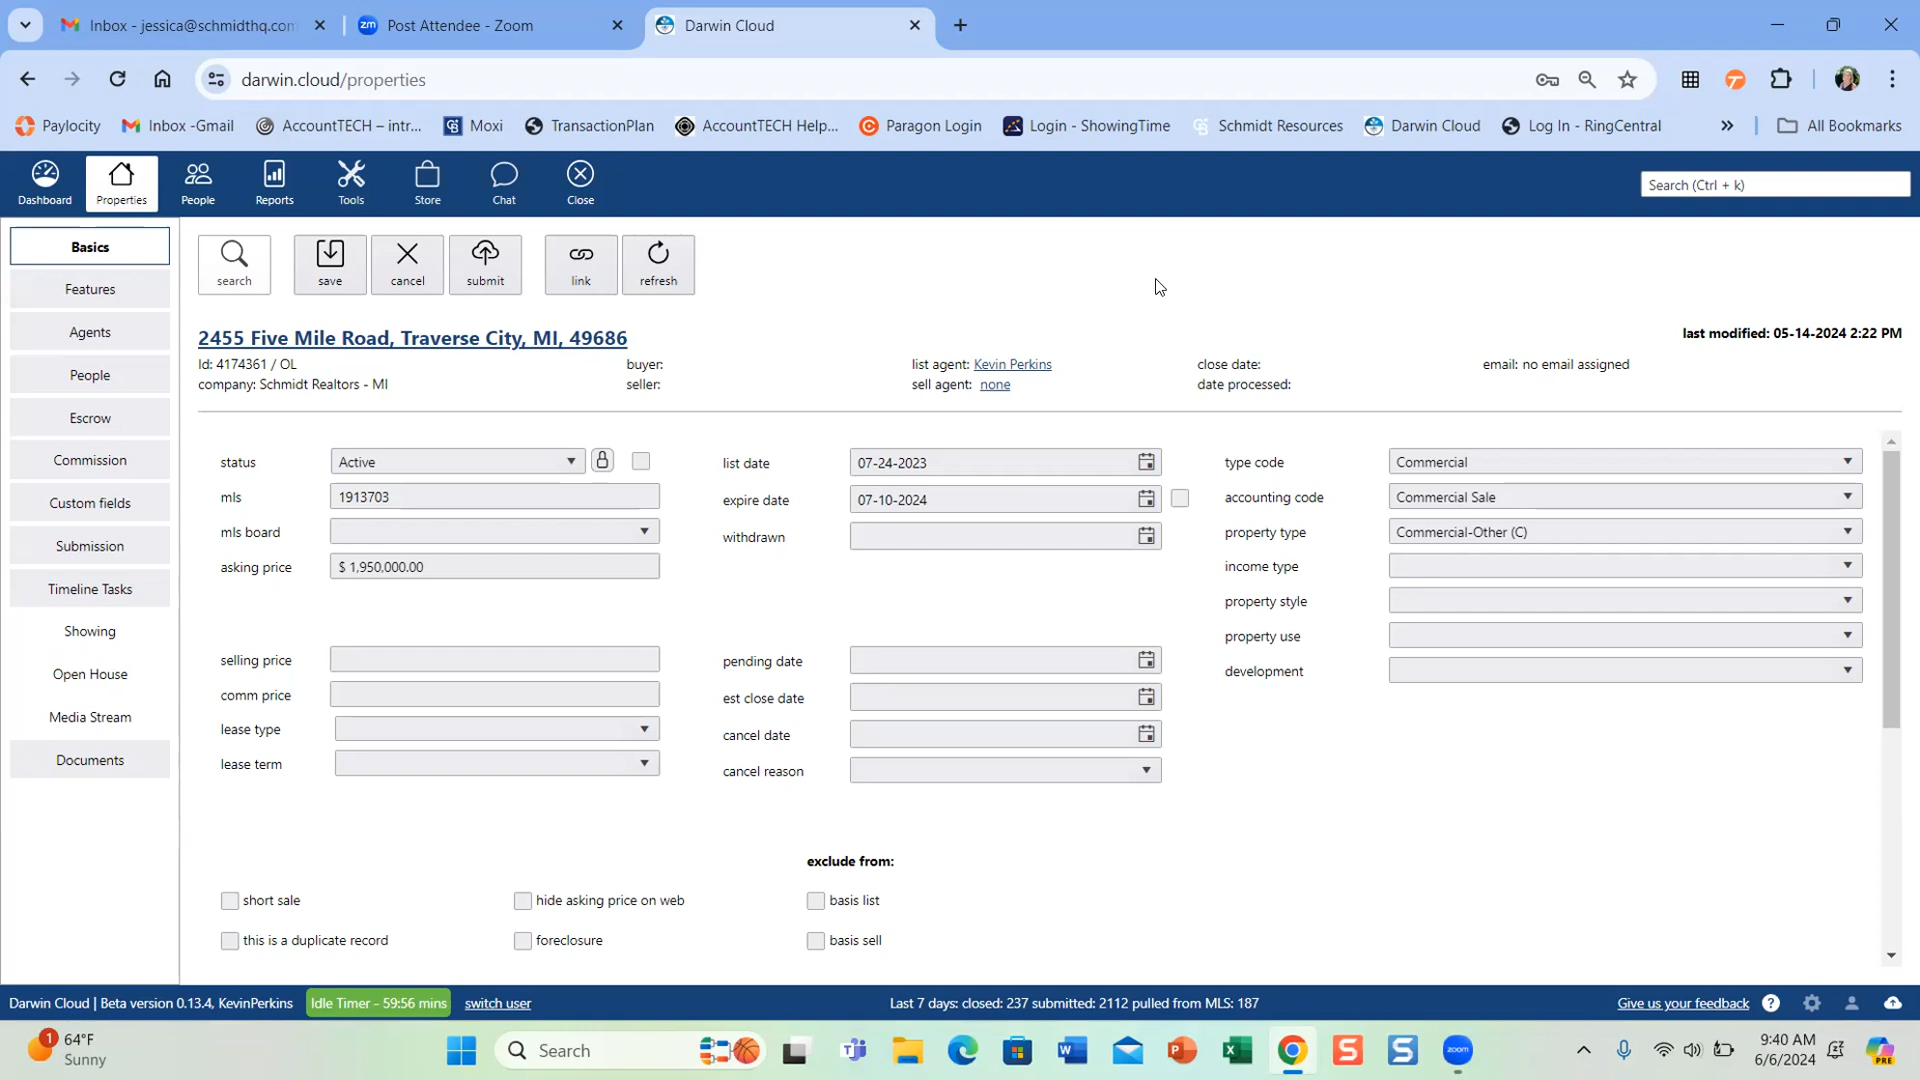 Inbox - jessica@schmidthq.com
Post Attendee - Zoom
Darwin Cloud
darwin.cloud/properties
Paylocity
Inbox -Gmail
AccountTECH – intr...
Moxi
TransactionPlan
AccountTECH Help...
Paragon Login
Login - ShowingTime
Schmidt Resources
Darwin Cloud
Log In - RingCentral
All Bookmarks
Dashboard
Properties
People
Reports
Tools
Store
Chat
Close
Search (Ctrl + k)
Basics
Features
Agents
People
Escrow
Commission
Custom fields
Submission
Timeline Tasks
Showing
Open House
Media Stream
Documents
search
save
cancel
submit
link
refresh
2455 Five Mile Road, Traverse City, MI, 49686
last modified: 05-14-2024 2:22 PM
Id: 4174361 / OL
buyer:
list agent: Kevin Perkins
close date:
email: no email assigned
company: Schmidt Realtors - MI
seller:
sell agent: none
date processed:
status Active
mls 1913703
mls board
asking price $ 1,950,000.00
selling price
comm price
lease type
lease term
list date 07-24-2023
expire date 07-10-2024
withdrawn
pending date
est close date
cancel date
cancel reason
type code Commercial
accounting code Commercial Sale
property type Commercial-Other (C)
income type
property style
property use
development
exclude from:
short sale
hide asking price on web
basis list
this is a duplicate record
foreclosure
basis sell
Darwin Cloud | Beta version 0.13.4, KevinPerkins
Idle Timer - 59:56 mins
switch user
Last 7 days: closed: 237 submitted: 2112 pulled from MLS: 187
Give us your feedback
1
64°F
Sunny
Search
zoom
9:40 AM
6/6/2024
PRE